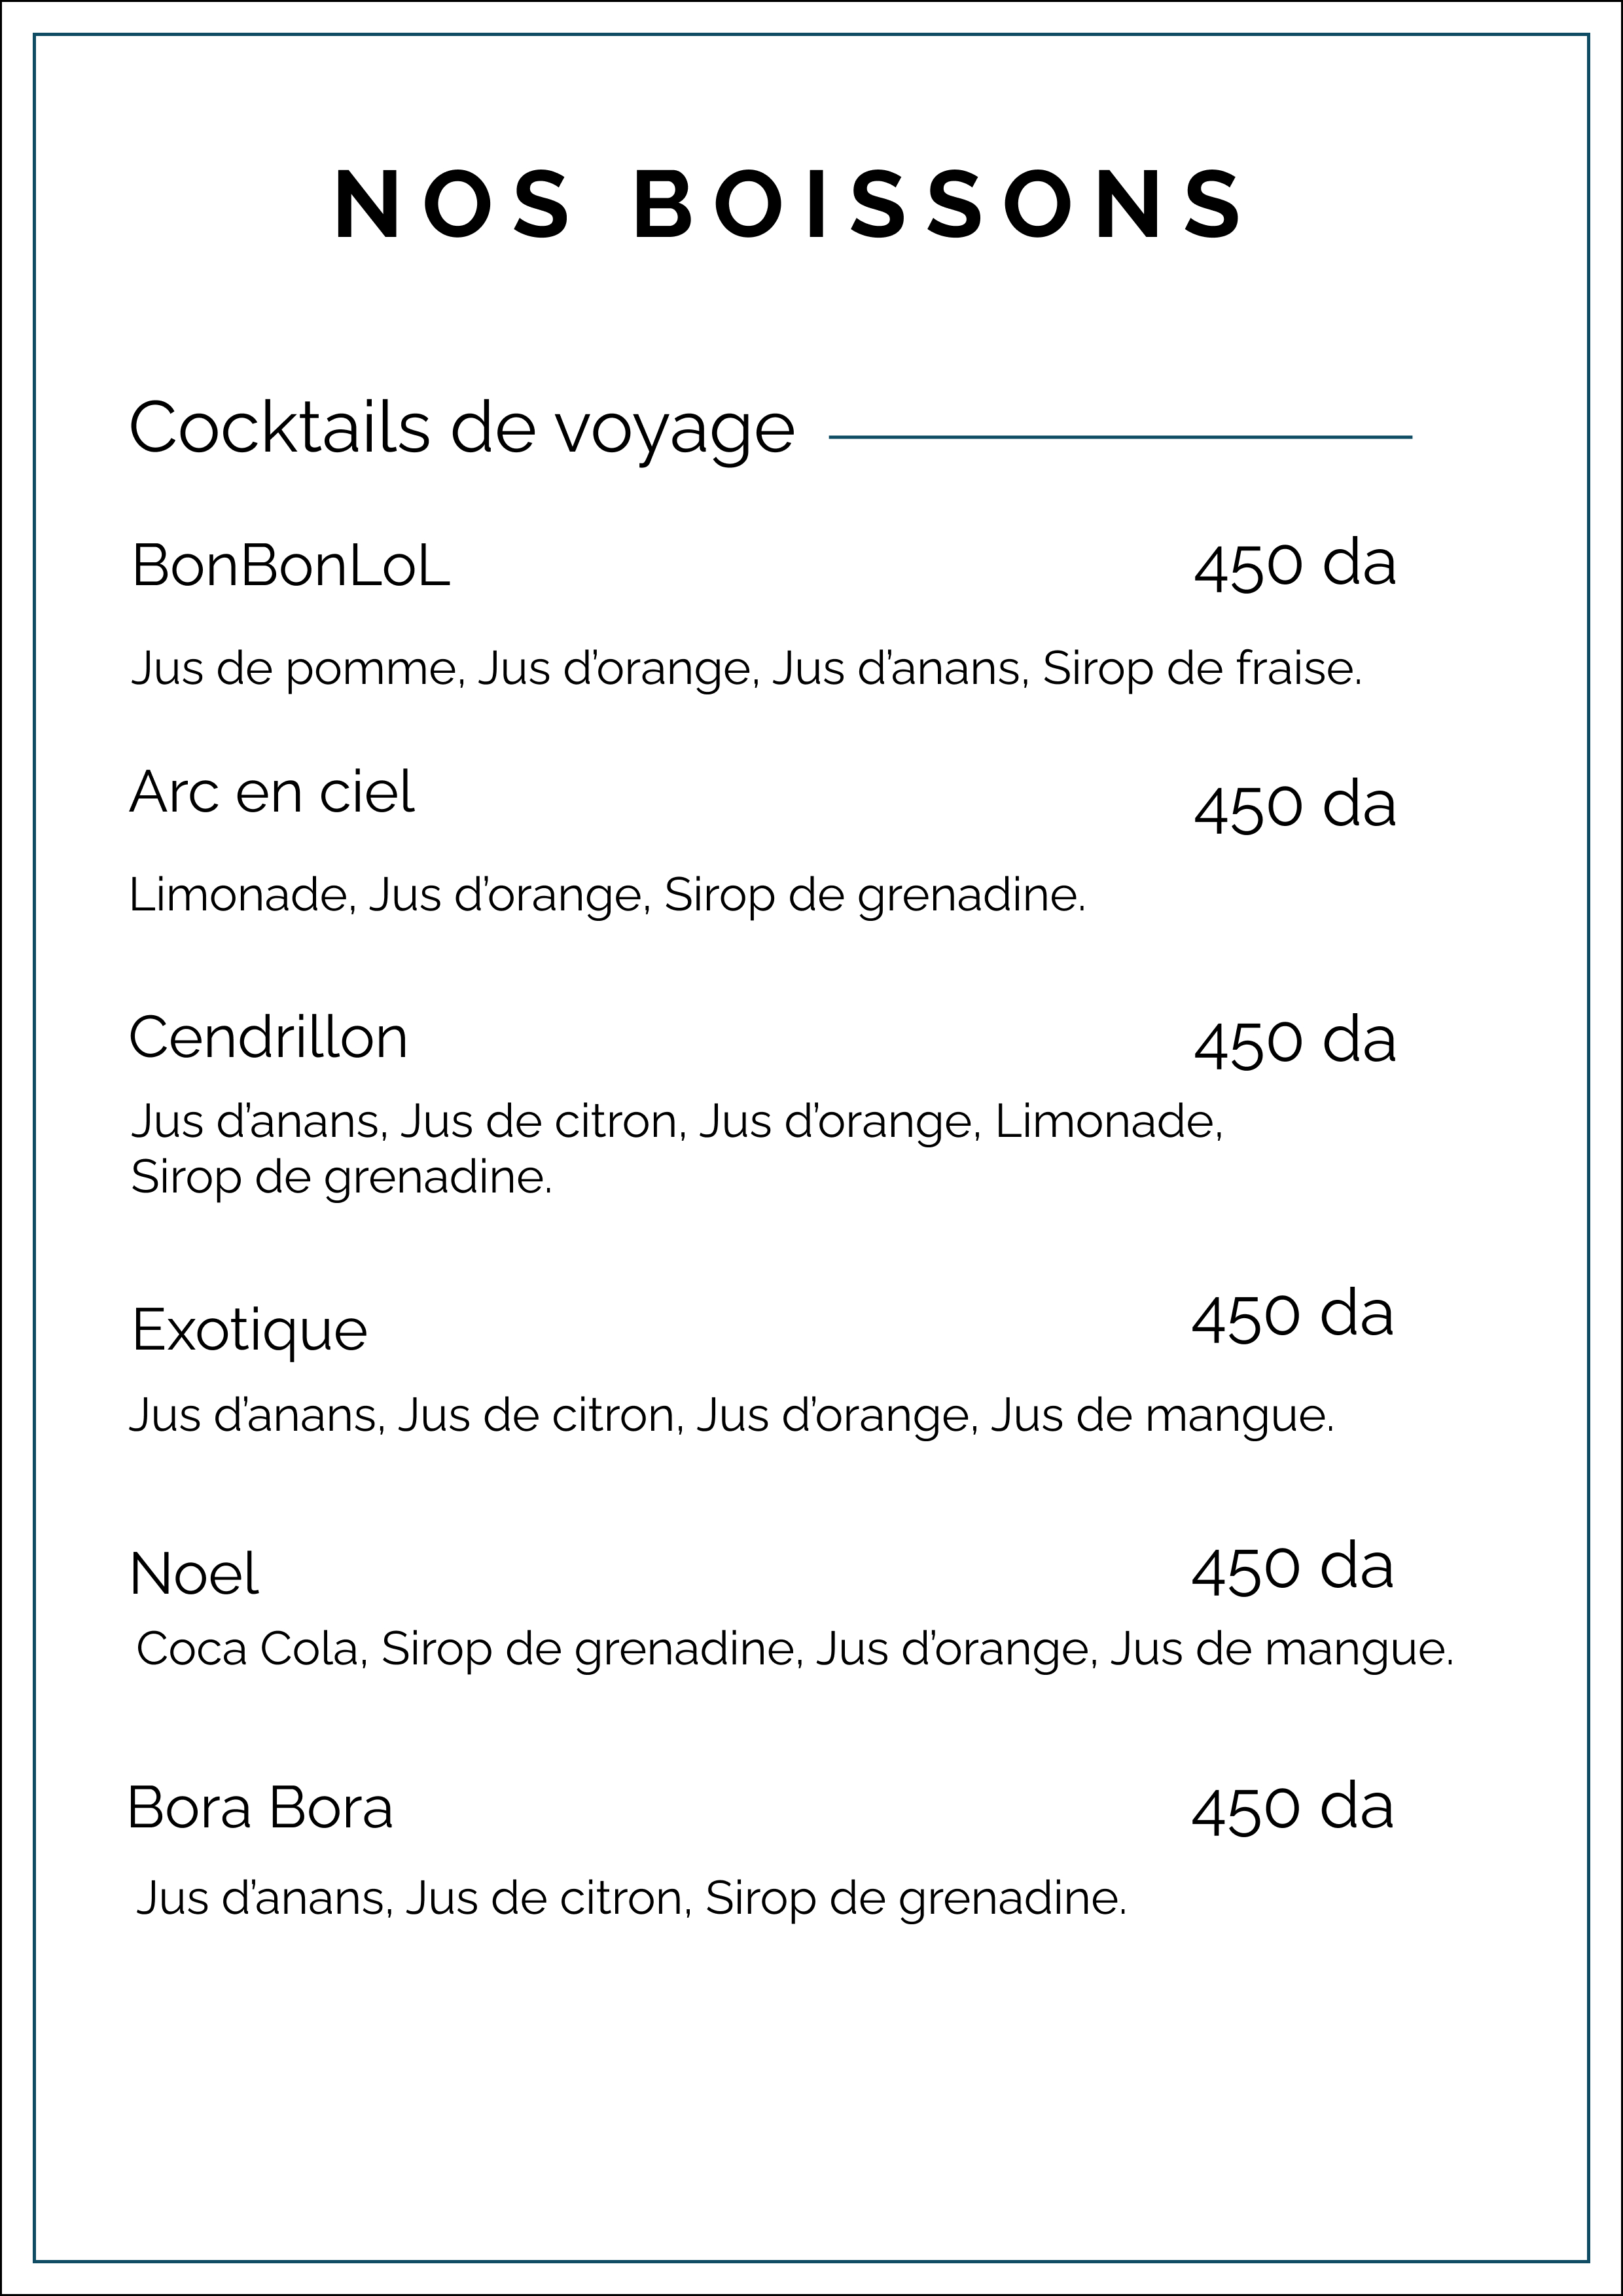 NOS BOISSONS
Cocktails de voyage
BonBonLoL 450 da
Jus de pomme, Jus d’orange, Jus d’anans, Sirop de fraise.
Arc en ciel 450 da
Limonade, Jus d’orange, Sirop de grenadine.
Cendrillon 450 da
Jus d’anans, Jus de citron, Jus d’orange, Limonade,
Sirop de grenadine.
Exotique 450 da
Jus d’anans, Jus de citron, Jus d’orange, Jus de mangue.
Noel 450 da
Coca Cola, Sirop de grenadine, Jus d’orange, Jus de mangue.
Bora Bora 450 da
Jus d’anans, Jus de citron, Sirop de grenadine.